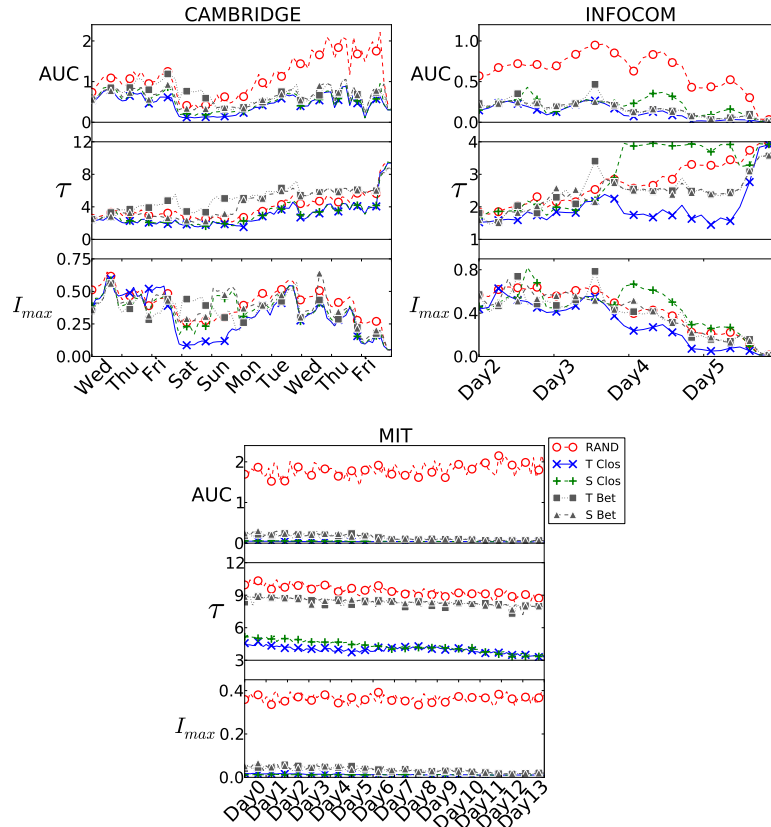 CAMBRIDGE
INFOCOM
2
AUC 1
0
12
8
τ
4
0
0.75
0.50
I_max
0.25
0.00
Wed Thu Fri Sat Sun Mon Tue Wed Thu Fri
1.0
AUC 0.5
0.0
4
3
τ
2
1
0.8
I_max 0.4
0.0
Day2 Day3 Day4 Day5
MIT
2
AUC 1
0
12
9
τ
6
3
0.4
I_max 0.2
0.0
Day0 Day1 Day2 Day3 Day4 Day5 Day6 Day7 Day8 Day9 Day10 Day11 Day12 Day13
RAND
T Clos
S Clos
T Bet
S Bet